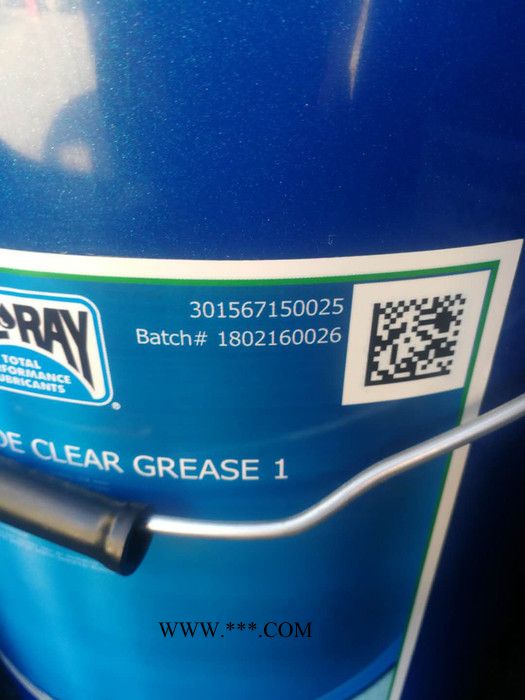 301567150025
Batch# 1802160026
RAY
TOTAL
PERFORMANCE
LUBRICANTS
®
DE CLEAR GREASE 1
WWW.***.COM